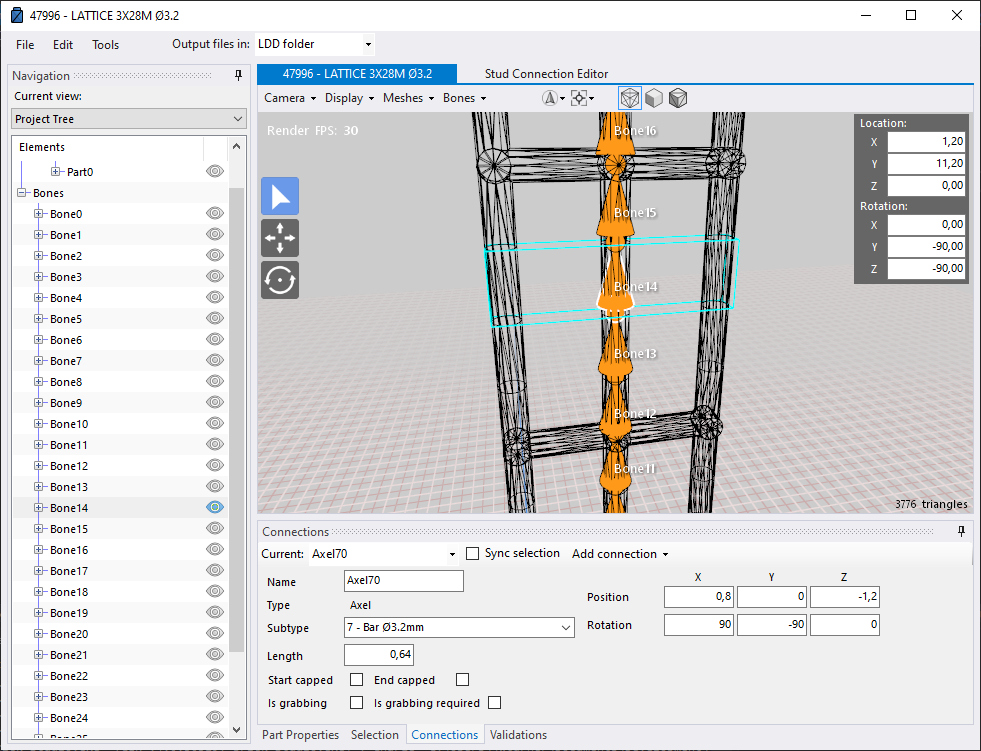 47996 - LATTICE 3X28M Ø3.2
File Edit Tools Output files in: LDD folder
Navigation
Current view:
Project Tree
Elements
Part0
Bones
Bone0
Bone1
Bone2
Bone3
Bone4
Bone5
Bone6
Bone7
Bone8
Bone9
Bone10
Bone11
Bone12
Bone13
Bone14
Bone15
Bone16
Bone17
Bone18
Bone19
Bone20
Bone21
Bone22
Bone23
Bone24
47996 - LATTICE 3X28M Ø3.2 Stud Connection Editor
Camera Display Meshes Bones
Render FPS: 30
Bone16
Bone15
Bone14
Bone13
Bone12
Bone11
Location:
X 1,20
Y 11,20
Z 0,00
Rotation:
X 0,00
Y -90,00
Z -90,00
3776 triangles
Connections
Current: Axel70 Sync selection Add connection
Name Axel70
Type Axel
Subtype 7 - Bar Ø3.2mm
Length 0,64
Start capped End capped
Is grabbing Is grabbing required
X Y Z
Position 0,8 0 -1,2
Rotation 90 -90 0
Part Properties Selection Connections Validations